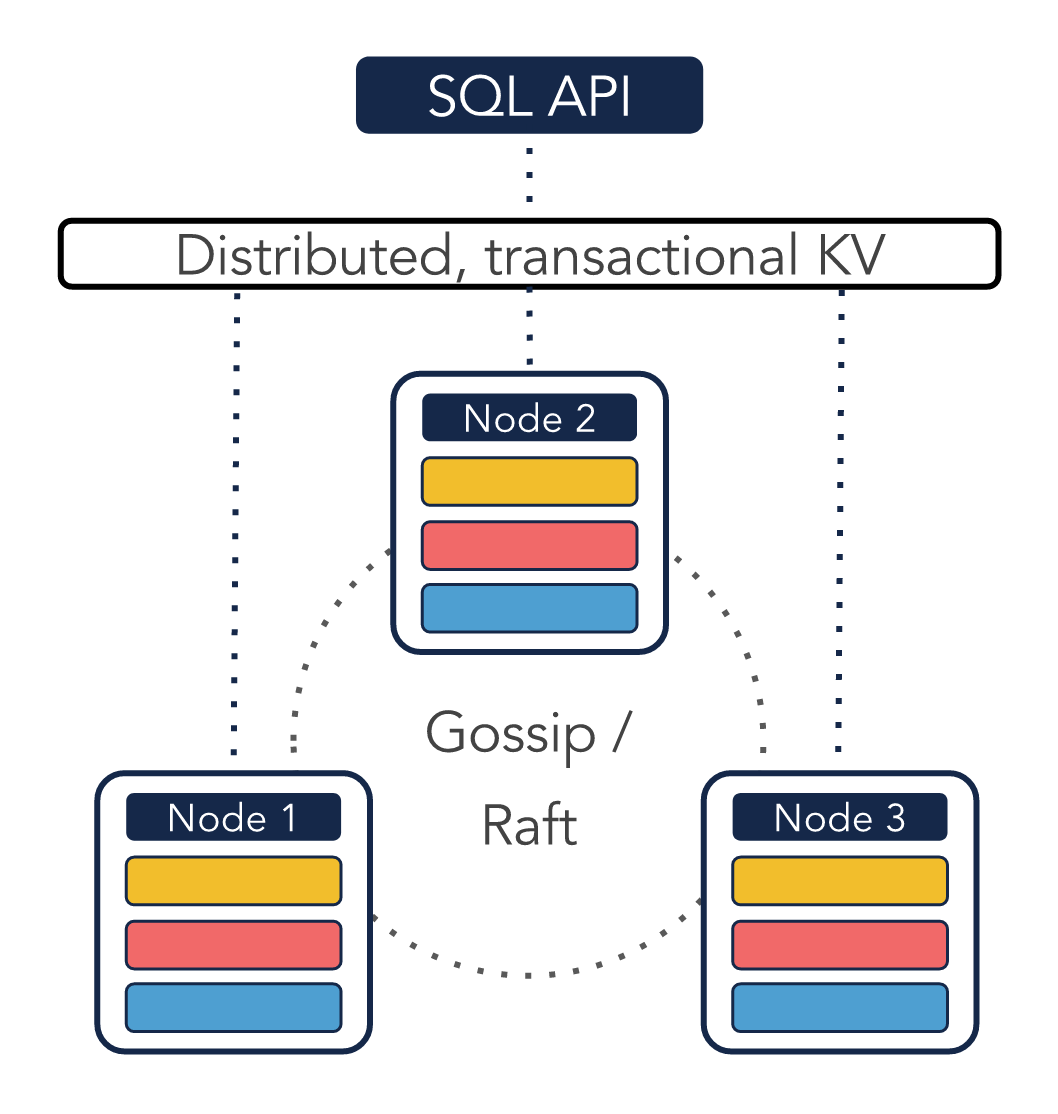 SQL API
Distributed, transactional KV
Node 2
Gossip /
Raft
Node 1
Node 3